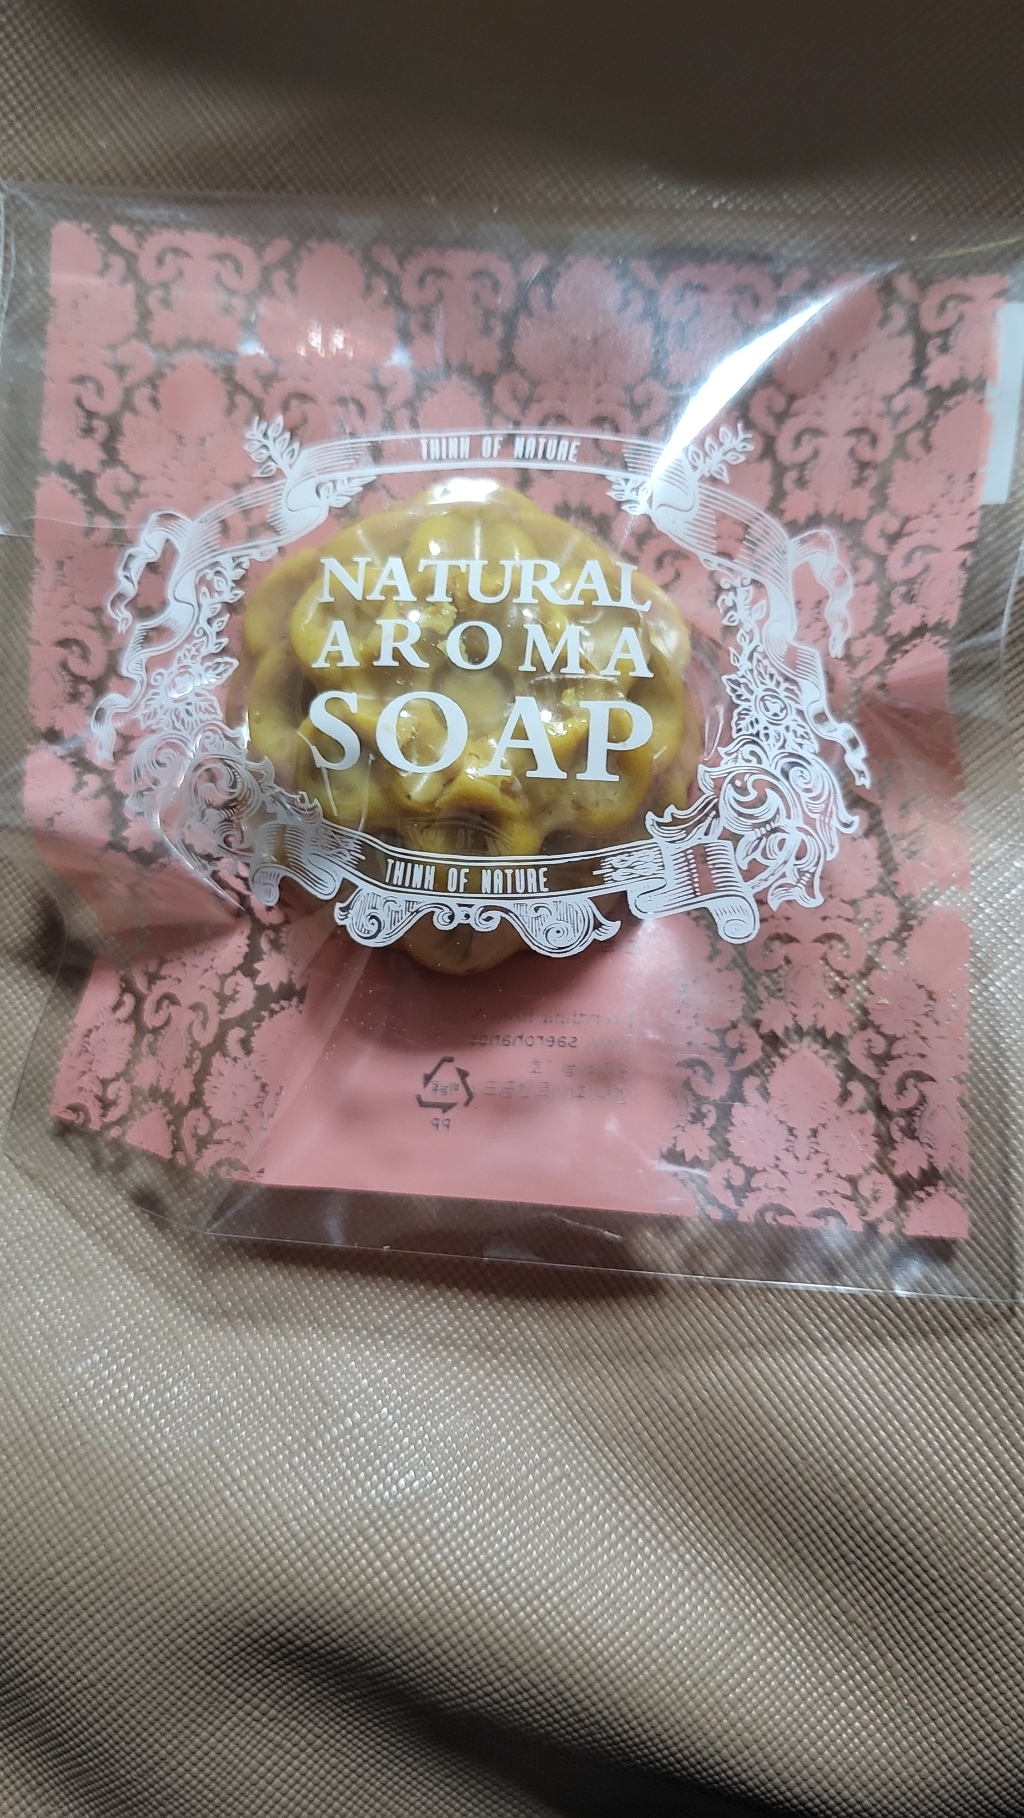 THINK OF NATURE
NATURAL
AROMA
SOAP
THINK OF NATURE
PP